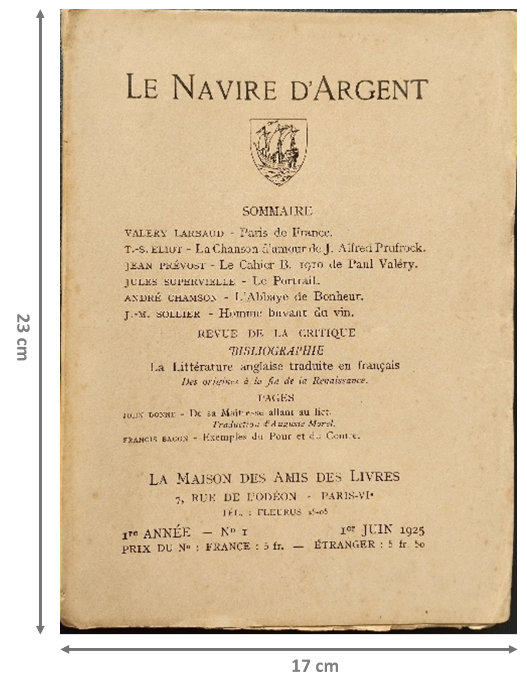 LE NAVIRE D'ARGENT
SOMMAIRE
VALERY LARBAUD - Paris de France.
T.-S. ELIOT - La Chanson d'amour de J. Alfred Prufrock.
JEAN PRÉVOST - Le Cahier B. 1910 de Paul Valéry.
JULES SUPERVIELLE - Le Portrait.
ANDRÉ CHAMSON - L'Abbaye de Bonheur.
J.-M. SOLLIER - Homme buvant du vin.
REVUE DE LA CRITIQUE
BIBLIOGRAPHIE
La Littérature anglaise traduite en français
Des origines à la fin de la Renaissance.
PAGES
JOHN DONNE - De sa Maîtresse allant au lict.
Traduction d'Auguste Morel.
FRANCIS BACON - Exemples du Pour et du Contre.
LA MAISON DES AMIS DES LIVRES
7, RUE DE L'ODÉON - PARIS-VIe
TÉL. : FLEURUS
1re ANNÉE — No 1
1er JUIN 1925
PRIX DU No : FRANCE : 5 fr. — ÉTRANGER : 5 fr. 50
23 cm
17 cm